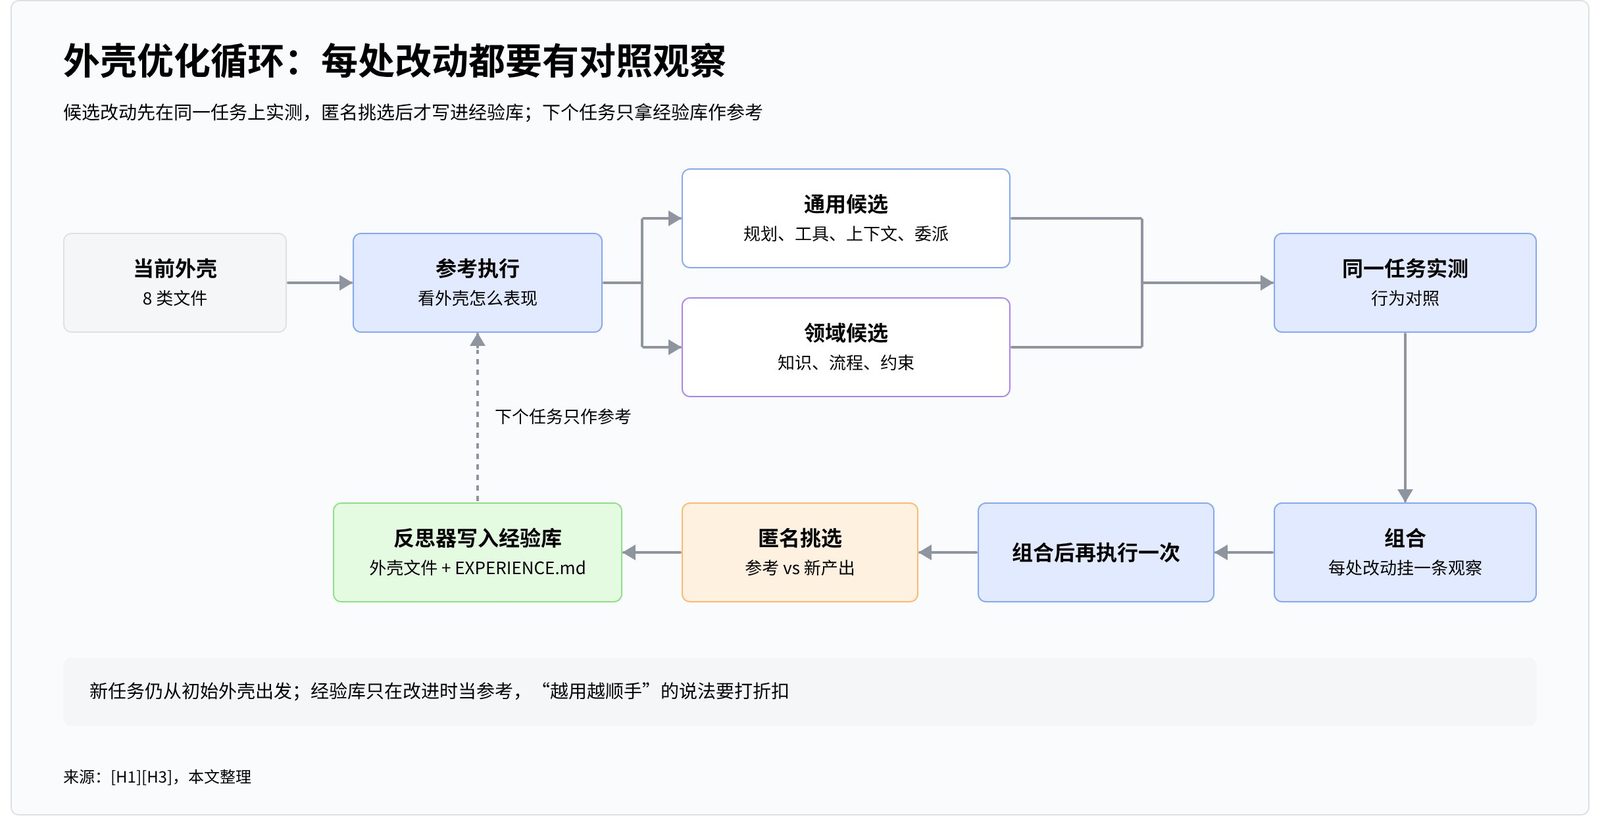 外壳优化循环：每处改动都要有对照观察
候选改动先在同一任务上实测，匿名挑选后才写进经验库；下个任务只拿经验库作参考
当前外壳
8 类文件
参考执行
看外壳怎么表现
通用候选
规划、工具、上下文、委派
领域候选
知识、流程、约束
同一任务实测
行为对照
下个任务只作参考
反思器写入经验库
外壳文件 + EXPERIENCE.md
匿名挑选
参考 vs 新产出
组合后再执行一次
组合
每处改动挂一条观察
新任务仍从初始外壳出发；经验库只在改进时当参考，“越用越顺手”的说法要打折扣
来源：[H1][H3]，本文整理